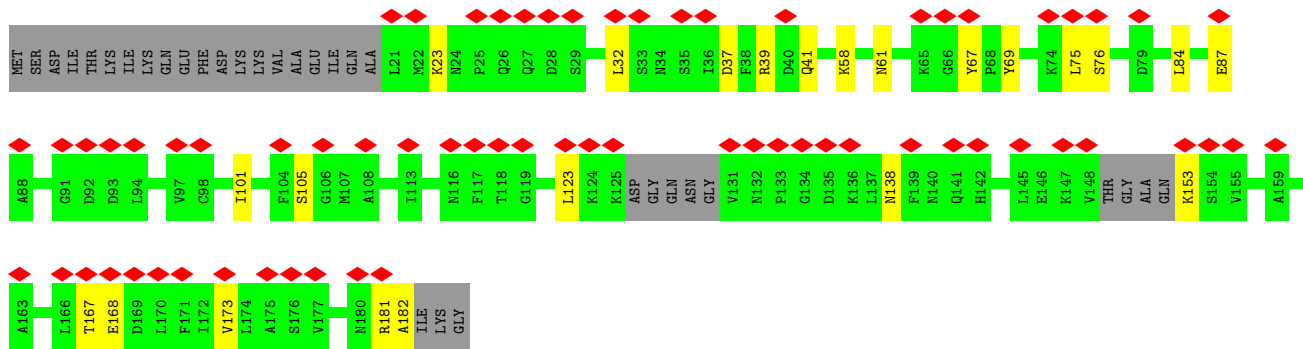 MET SER ASP ILE THR LYS ILE LYS GLN GLU PHE ASP LYS LYS VAL ALA GLU ILE GLN ALA L21 M22 K23 N24 P25 Q26 Q27 D28 S29 L32 S33 N34 S35 I36 D37 F38 R39 D40 Q41 K58 N61 K65 G66 Y67 P68 Y69 K74 L75 S76 D79 L84 E87
A88 G91 D92 D93 L94 V97 C98 I101 F104 S105 G106 M107 A108 I113 N116 F117 T118 G119 L123 K124 K125 ASP GLY GLN ASN GLY V131 N132 P133 G134 D135 K136 L137 N138 F139 N140 Q141 H142 L145 E146 K147 V148 THR GLY ALA GLN K153 S154 V155 A159
A163 L166 T167 E168 D169 L170 F171 I172 V173 L174 A175 S176 V177 N180 R181 A182 ILE LYS GLY